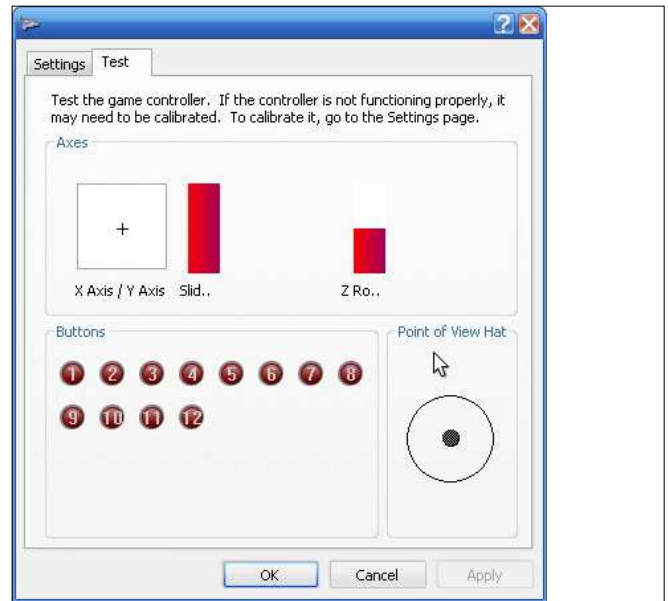 Settings Test
Test the game controller. If the controller is not functioning properly, it
may need to be calibrated. To calibrate it, go to the Settings page.
Axes
X Axis / Y Axis Slid.. Z Ro..
Buttons
1 2 3 4 5 6 7 8
9 10 11 12
Point of View Hat
OK Cancel Apply